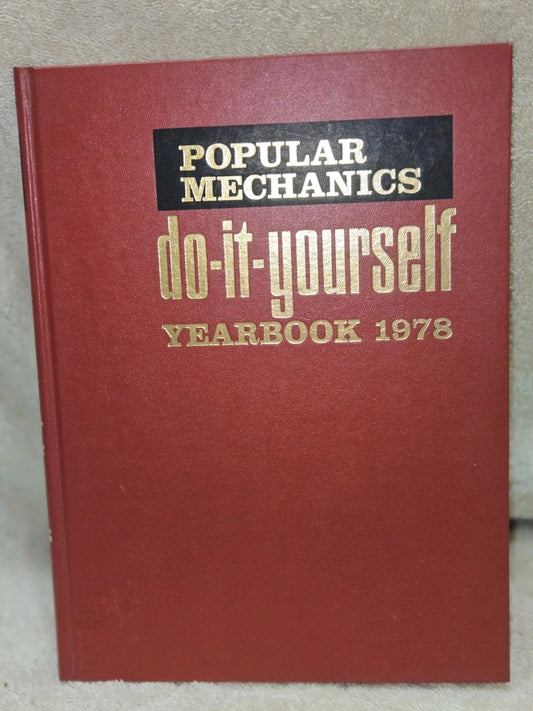 POPULAR
MECHANICS
do-it-yourself
YEARBOOK 1978